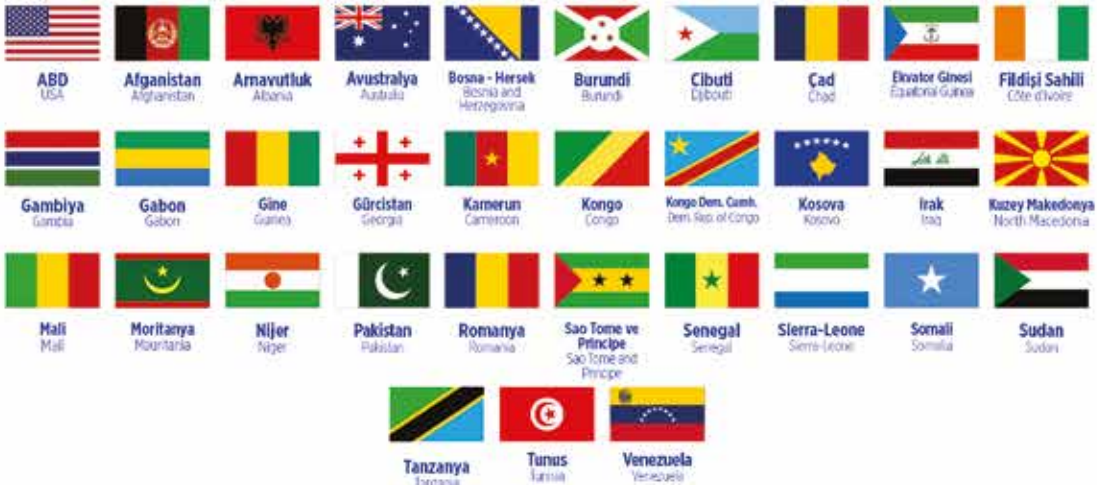 ABD
USA
Afganistan
Afghanistan
Arnavutluk
Albania
Avustralya
Australia
Bosna - Hersek
Bosnia and
Herzegovina
Burundi
Burundi
Cibuti
Djibouti
Çad
Chad
Ekvator Ginesi
Equatorial Guinea
Fildişi Sahili
Côte d'Ivoire
Gambiya
Gambia
Gabon
Gabon
Gine
Guinea
Gürcistan
Georgia
Kamerun
Cameroon
Kongo
Congo
Kongo Dem. Cumh.
Dem. Rep. of Congo
Kosova
Kosovo
Irak
Iraq
Kuzey Makedonya
North Macedonia
Mali
Mali
Moritanya
Mauritania
Nijer
Niger
Pakistan
Pakistan
Romanya
Romania
Sao Tome ve
Principe
Sao Tome and
Principe
Senegal
Senegal
Sierra-Leone
Sierra-Leone
Somali
Somalia
Sudan
Sudan
Tanzanya
Tanzania
Tunus
Tunisia
Venezuela
Venezuela